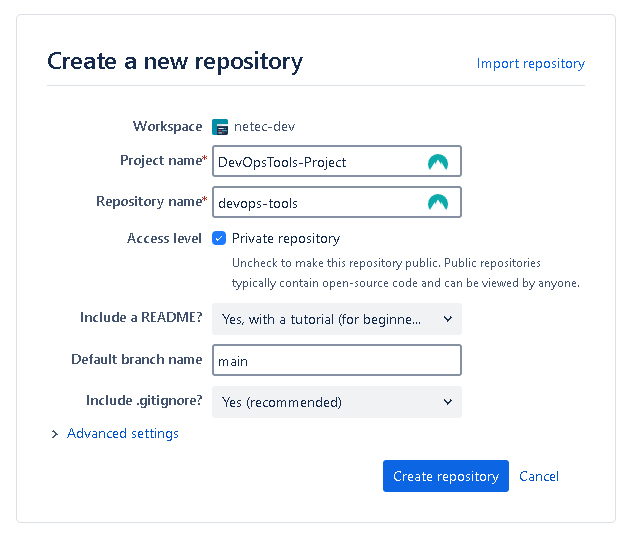 Create a new repository
Import repository
Workspace netec-dev
Project name* DevOpsTools-Project
Repository name* devops-tools
Access level Private repository
Uncheck to make this repository public. Public repositories
typically contain open-source code and can be viewed by anyone.
Include a README? Yes, with a tutorial (for beginne...
Default branch name main
Include .gitignore? Yes (recommended)
Advanced settings
Create repository Cancel